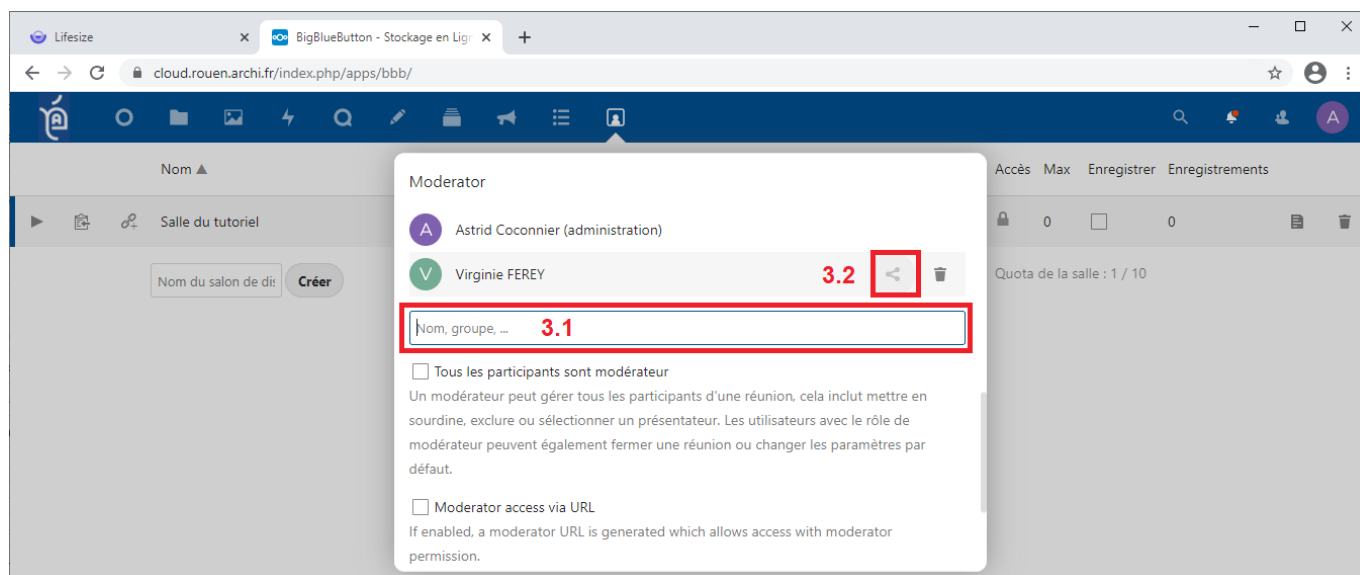 Lifesize
BigBlueButton - Stockage en Ligr
cloud.rouen.archi.fr/index.php/apps/bbb/
A
Nom ▲
Accès Max Enregistrer Enregistrements
Salle du tutoriel
0
0
Nom du salon de dis
Créer
Quota de la salle : 1 / 10
Moderator
A Astrid Coconnier (administration)
V Virginie FEREY
3.2
Nom, groupe, ...
3.1
Tous les participants sont modérateur
Un modérateur peut gérer tous les participants d'une réunion, cela inclut mettre en
sourdine, exclure ou sélectionner un présentateur. Les utilisateurs avec le rôle de
modérateur peuvent également fermer une réunion ou changer les paramètres par
défaut.
Moderator access via URL
If enabled, a moderator URL is generated which allows access with moderator
permission.